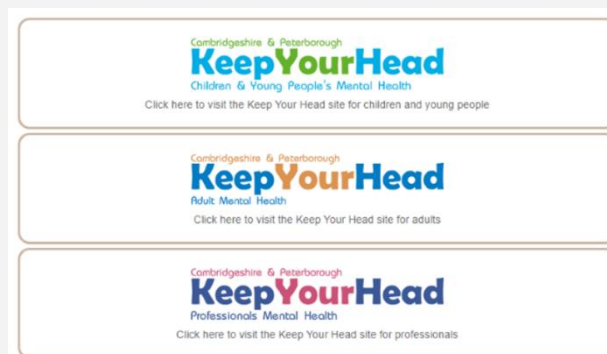 Cambridgeshire & Peterborough
KeepYourHead
Children & Young People's Mental Health
Click here to visit the Keep Your Head site for children and young people
Cambridgeshire & Peterborough
KeepYourHead
Adult Mental Health
Click here to visit the Keep Your Head site for adults
Cambridgeshire & Peterborough
KeepYourHead
Professionals Mental Health
Click here to visit the Keep Your Head site for professionals